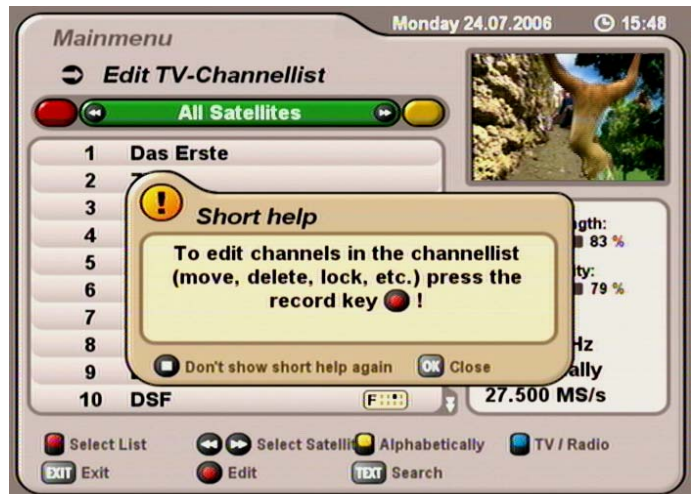 Monday 24.07.2006 15:48
Mainmenu
Edit TV-Channellist
All Satellites
1 Das Erste
2
3
4
5
6
7
8
9
10 DSF F
Short help
To edit channels in the channellist
(move, delete, lock, etc.) press the
record key !
Don't show short help again OK Close
gth:
83 %
ity:
79 %
Hz
ally
27.500 MS/s
Select List Select Satellit Alphabetically TV / Radio
EXIT Exit Edit TEXT Search